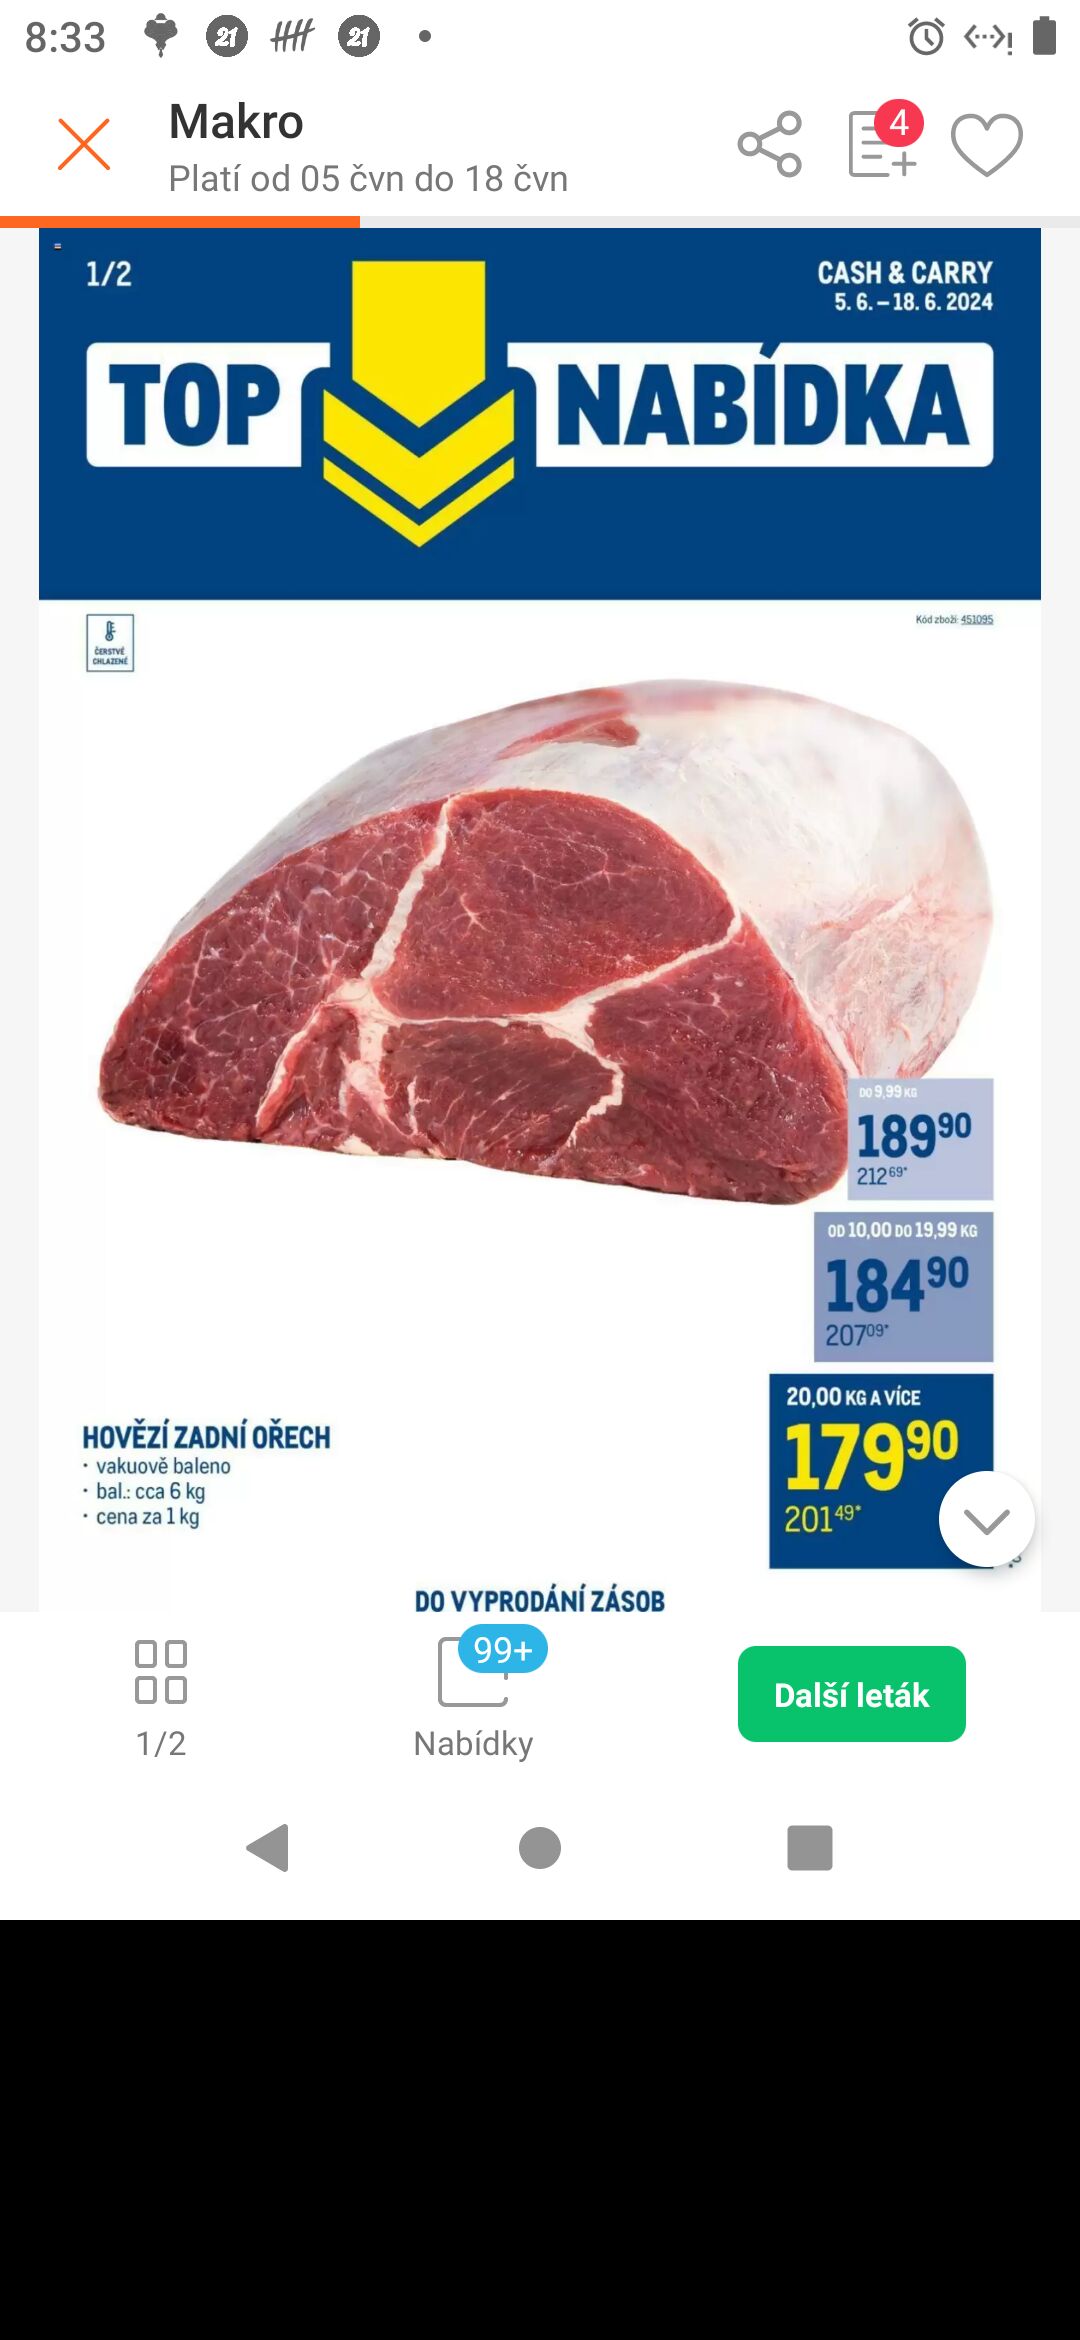 8:33
21
21
Makro
Platí od 05 čvn do 18 čvn
4
1/2
CASH & CARRY
5. 6. – 18. 6. 2024
TOP NABÍDKA
ČERSTVÉ
CHLAZENÉ
Kód zboží: 451095
DO 9,99 KG
189 90
212 69*
OD 10,00 DO 19,99 KG
184 90
207 09*
20,00 KG A VÍCE
179 90
201 49*
HOVĚZÍ ZADNÍ OŘECH
· vakuově baleno
· bal.: cca 6 kg
· cena za 1 kg
DO VYPRODÁNÍ ZÁSOB
99+
1/2
Nabídky
Další leták